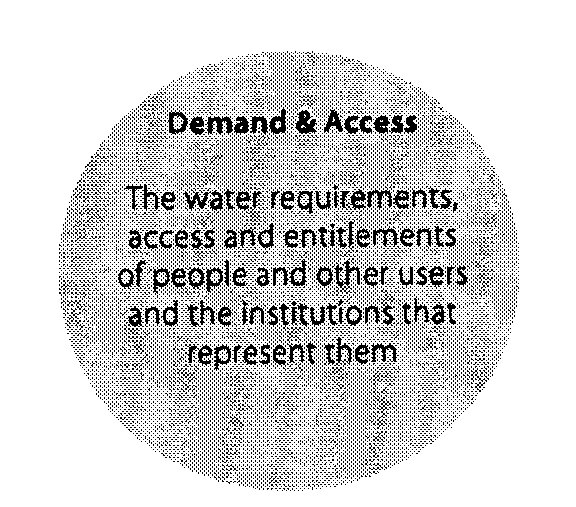 Demand & Access
The water requirements,
access and entitlements
of people and other users
and the institutions that
represent them